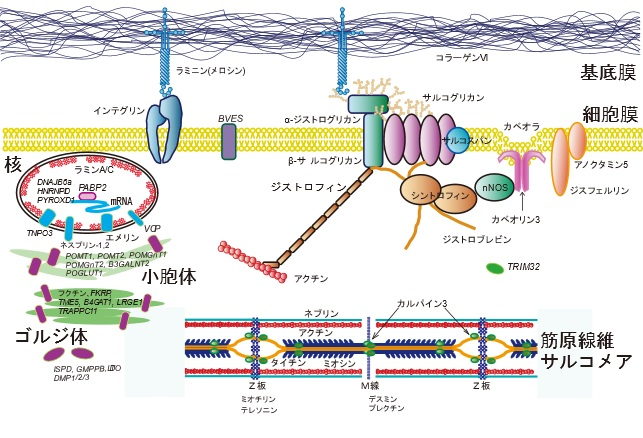 コラーゲンVI
基底膜
ラミニン(メロシン)
インテグリン
BVES
α-ジストログリカン
サルコグリカン
細胞膜
カベオラ
サルコスパン
β-サルコグリカン
アノクタミン5
ジスフェルリン
核
ラミンA/C
DNAJB6a
HNRNPD
PYROXD1
PABP2
mRNA
TNPO3
エメリン
VCP
ネスプリン-1,2
ジストロフィン
シントロフィン
nNOS
カベオリン3
ジストロブレビン
アクチン
TRIM32
POMT1, POMT2, POMGnT1
POMGnT2, B3GALNT2
POGLUT1
小胞体
フクチン, FKRP,
TME5, B4GAT1, LRGE1
TRAPPC11
ゴルジ体
ISPD, GMPPB,
DMP1/2/3
ネブリン
カルパイン3
アクチン
タイチン
ミオシン
筋原線維
サルコメア
Z板
M線
Z板
ミオチリン
テレソニン
デスミン
プレクチン